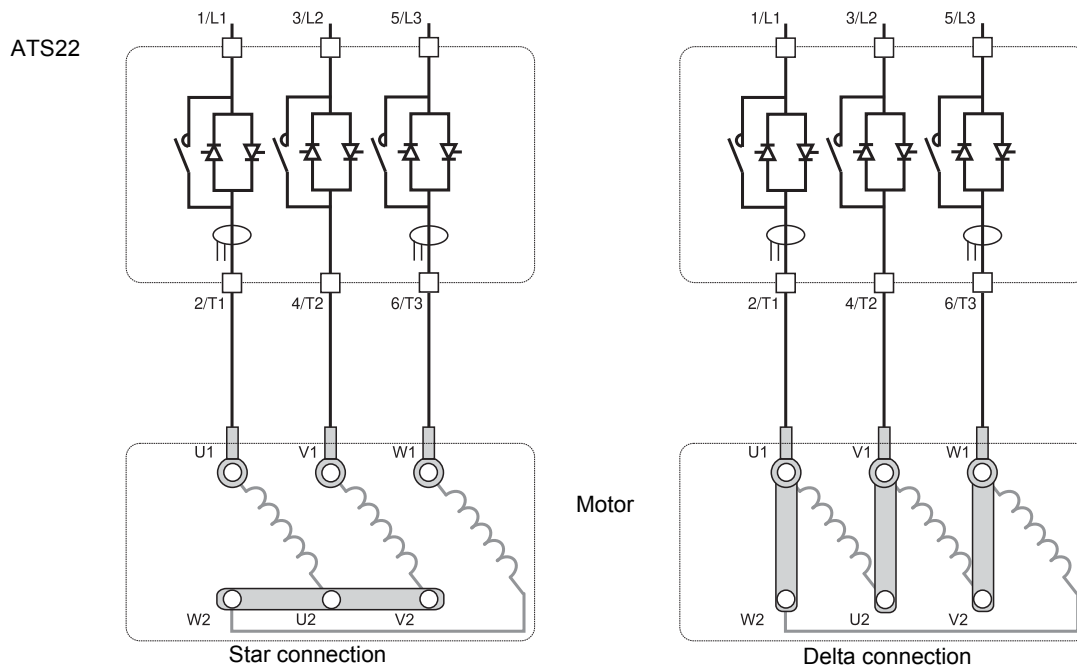 1/L1 3/L2 5/L3 1/L1 3/L2 5/L3
ATS22
2/T1 4/T2 6/T3 2/T1 4/T2 6/T3
U1 V1 W1 U1 V1 W1
Motor
W2 U2 V2 W2 U2 V2
Star connection Delta connection